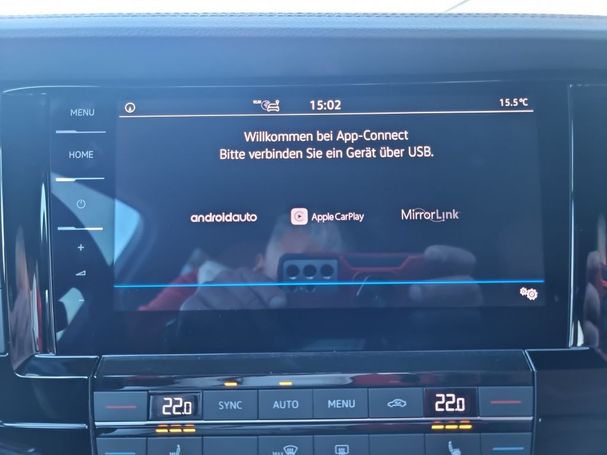 MENU
HOME
15:02
15.5°C
Willkommen bei App-Connect
Bitte verbinden Sie ein Gerät über USB.
androidauto
Apple CarPlay
MirrorLink
+
-
22.0
SYNC
AUTO
MENU
22.0
MAX